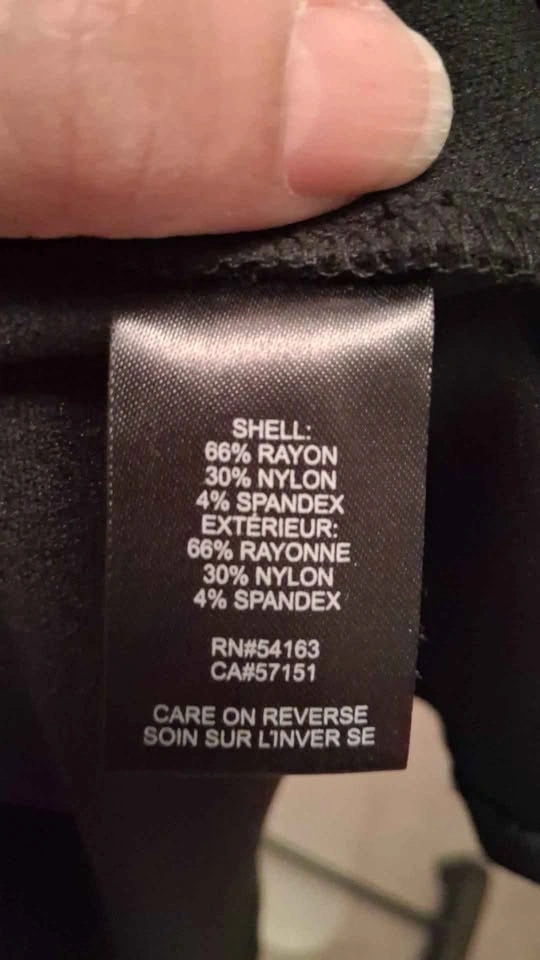 SHELL:
66% RAYON
30% NYLON
4% SPANDEX
EXTÉRIEUR:
66% RAYONNE
30% NYLON
4% SPANDEX
RN#54163
CA#57151
CARE ON REVERSE
SOIN SUR L'INVER SE